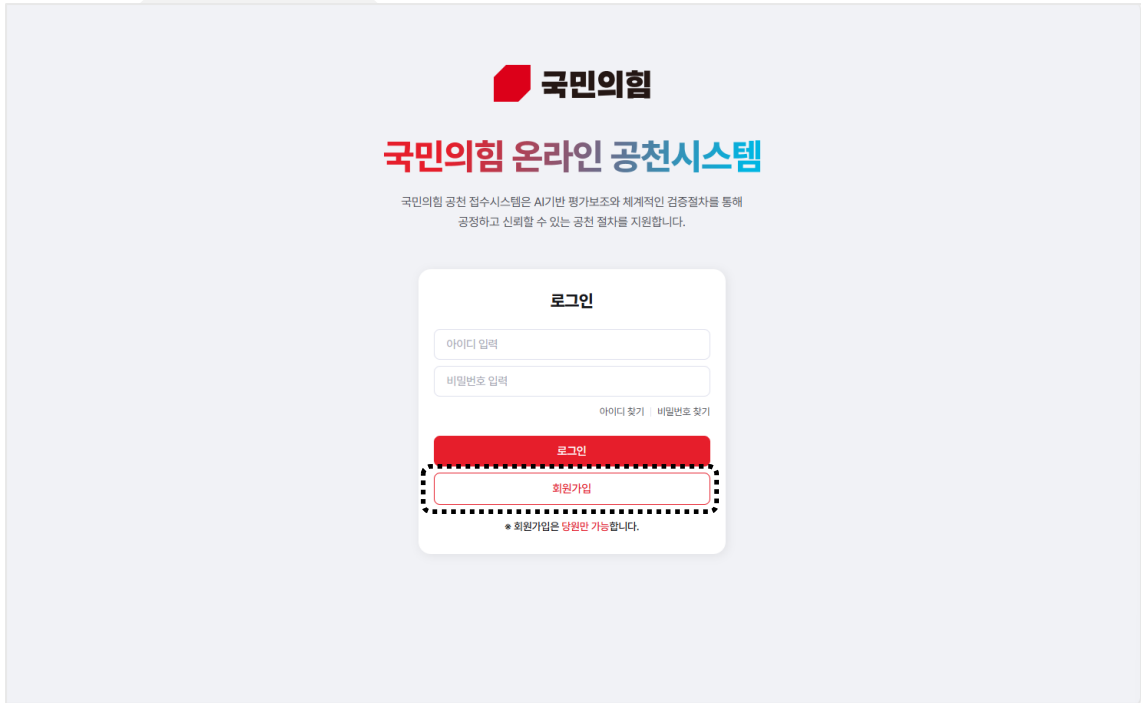 국민의힘
국민의힘 온라인 공천시스템
국민의힘 공천 접수시스템은 AI기반 평가보조와 체계적인 검증절차를 통해
공정하고 신뢰할 수 있는 공천 절차를 지원합니다.
로그인
아이디 입력
비밀번호 입력
아이디 찾기 | 비밀번호 찾기
로그인
회원가입
※ 회원가입은 당원만 가능합니다.